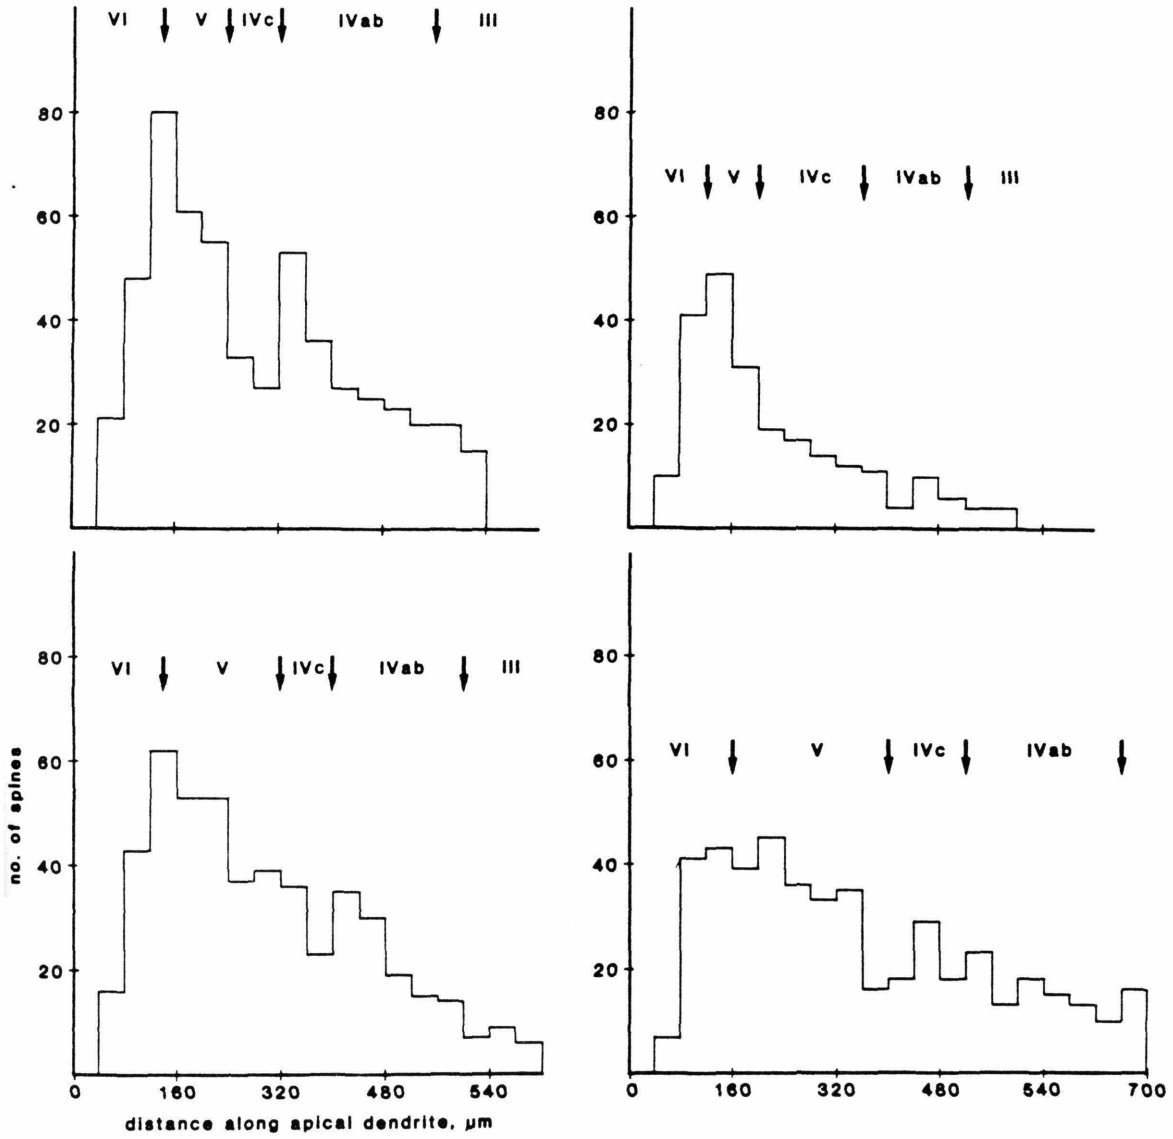 VI V IVc IVab III
80
60
40
20
VI V IVc IVab III
80
60
40
20
VI V IVc IVab III
80
60
40
20
0 160 320 480 540
no. of spines
distance along apical dendrite, µm
VI V IVc IVab
80
60
40
20
0 160 320 480 540 700